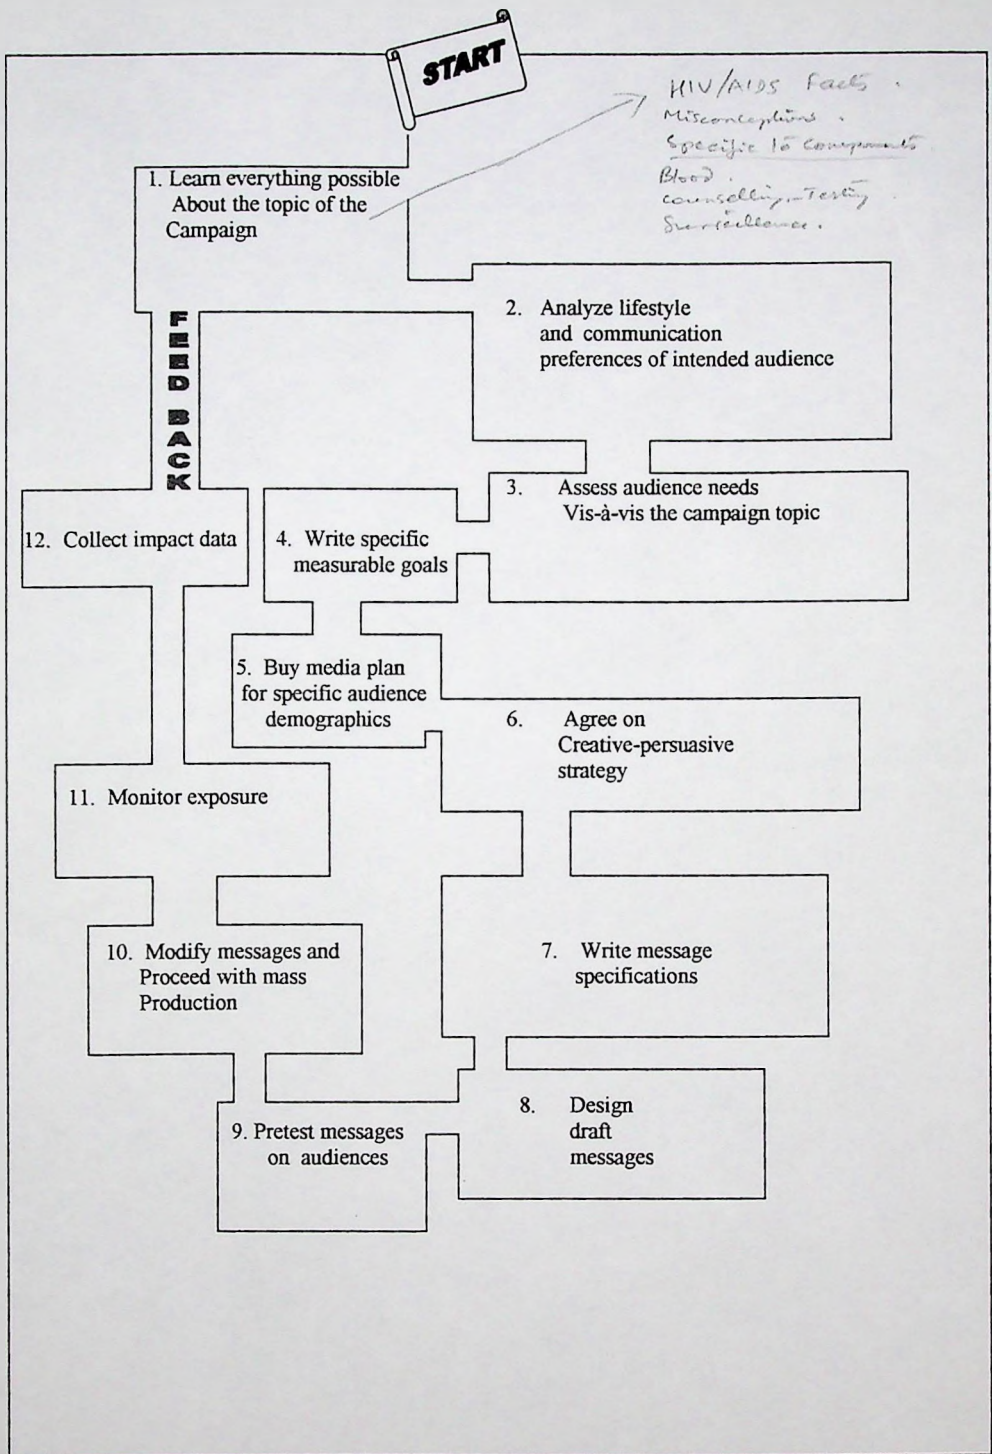 START
HIV/AIDS Facts .
Misconceptions .
Specific to Components
Blood .
Counselling, - Testing .
Surveillance .
1. Learn everything possible
About the topic of the
Campaign
2. Analyze lifestyle
and communication
preferences of intended audience
FEED BACK
3. Assess audience needs
Vis-à-vis the campaign topic
12. Collect impact data
4. Write specific
measurable goals
5. Buy media plan
for specific audience
demographics
6. Agree on
Creative-persuasive
strategy
11. Monitor exposure
10. Modify messages and
Proceed with mass
Production
7. Write message
specifications
8. Design
draft
messages
9. Pretest messages
on audiences